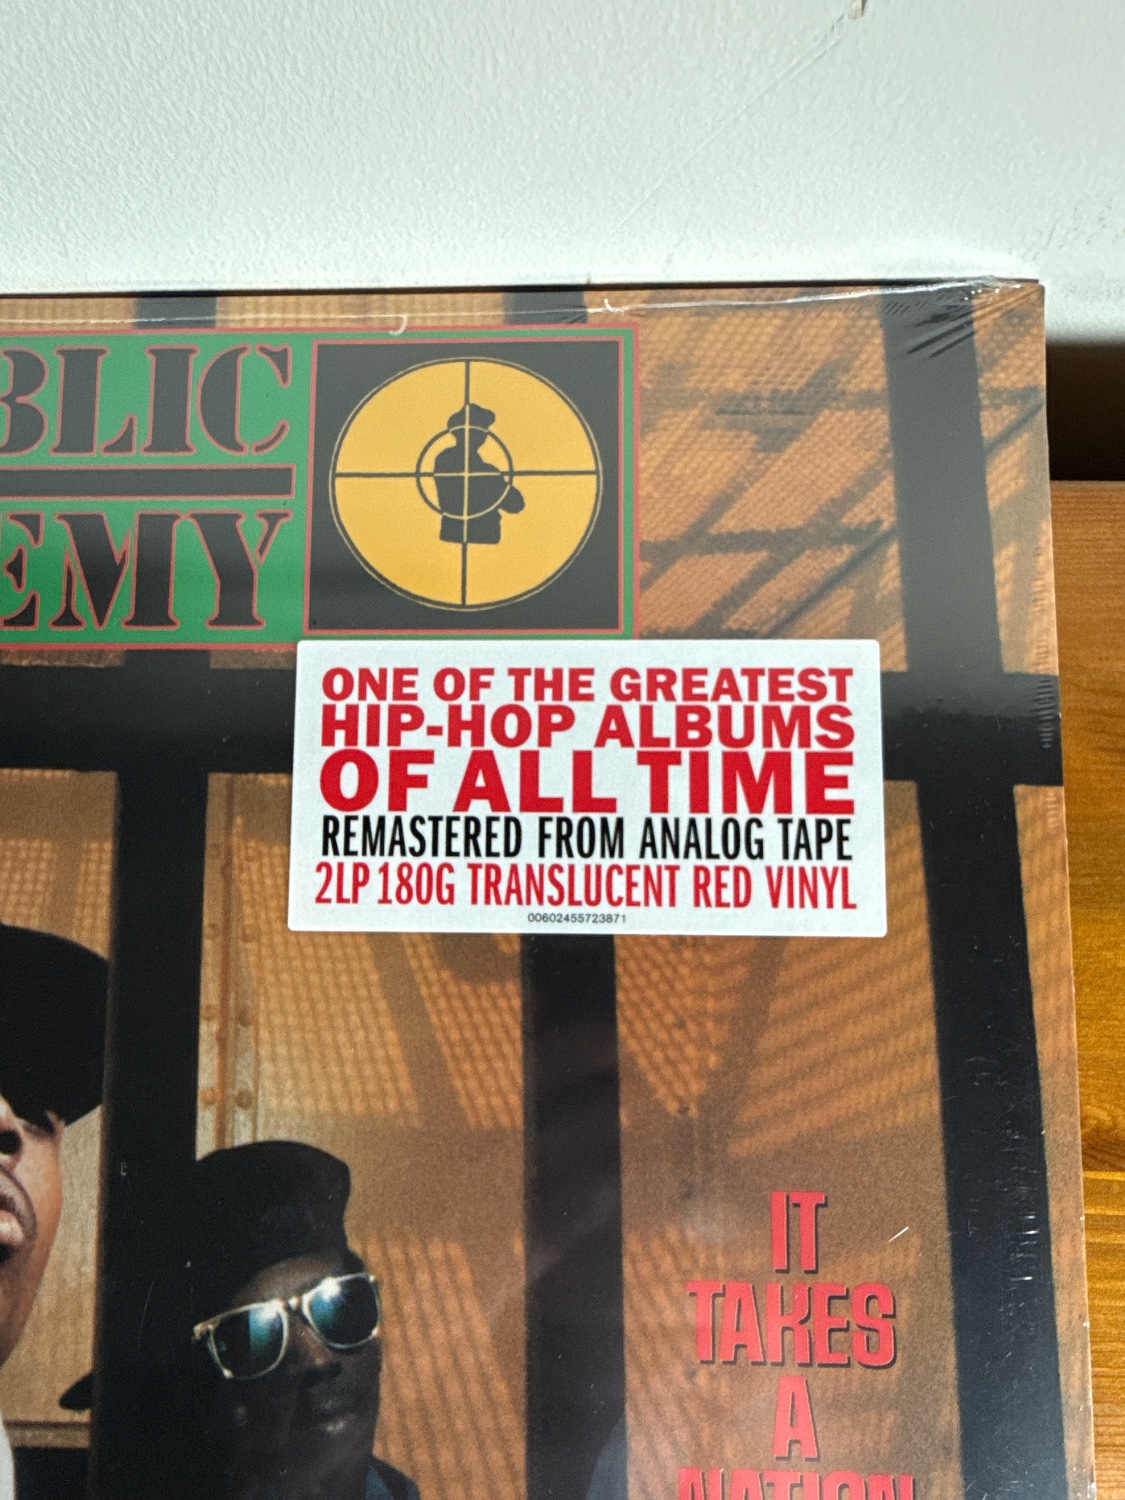 BLIC
EMY
ONE OF THE GREATEST
HIP-HOP ALBUMS
OF ALL TIME
REMASTERED FROM ANALOG TAPE
2LP 180G TRANSLUCENT RED VINYL
00602455723871
IT
TAKES
A
NATION